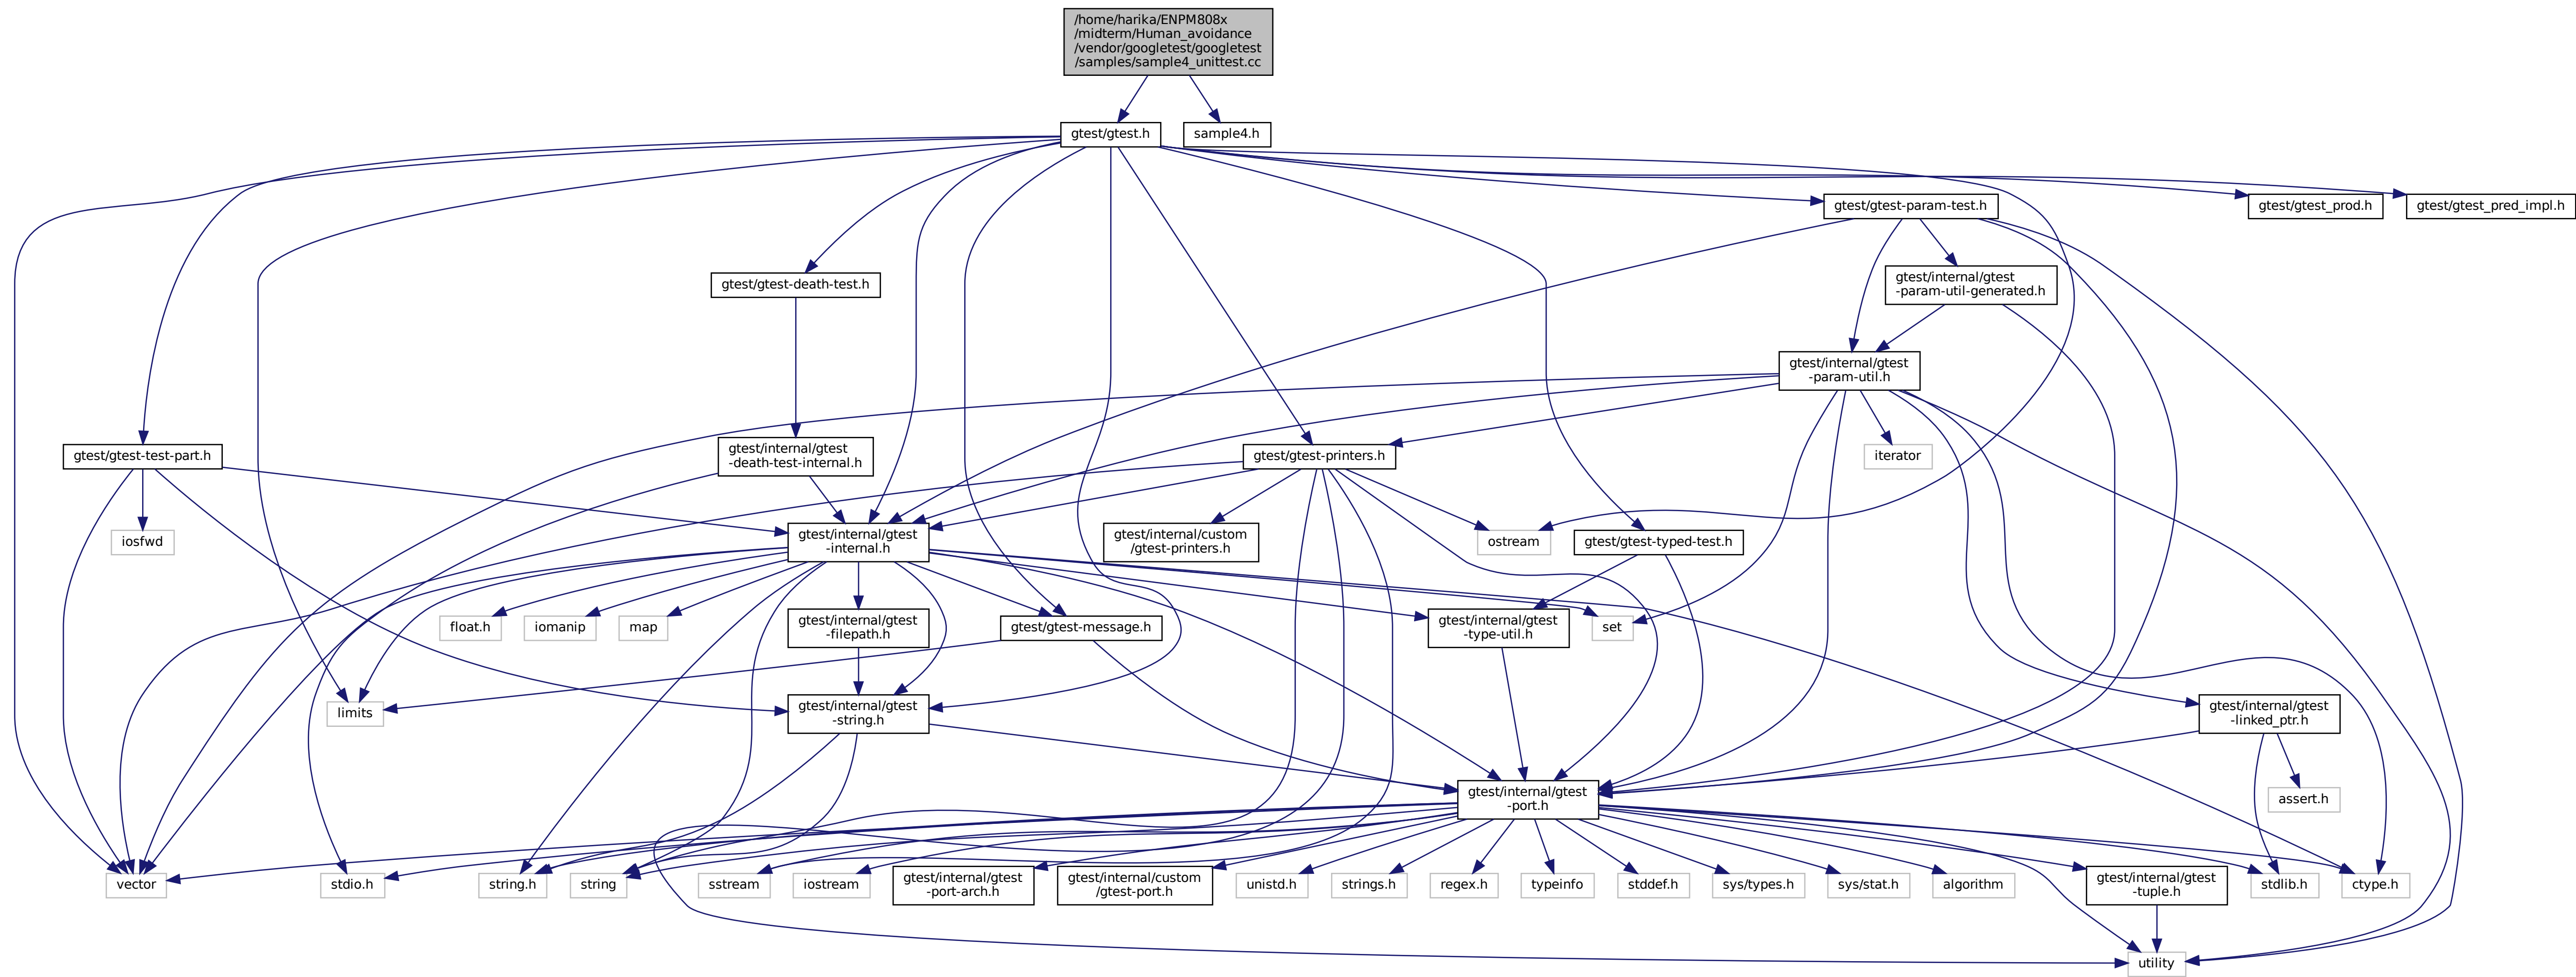 /home/harika/ENPM808x
/midterm/Human_avoidance
/vendor/googletest/googletest
/samples/sample4_unittest.cc
gtest/gtest.h
sample4.h
gtest/gtest-param-test.h
gtest/gtest_prod.h
gtest/gtest_pred_impl.h
gtest/gtest-death-test.h
gtest/internal/gtest
-param-util-generated.h
gtest/internal/gtest
-param-util.h
gtest/gtest-test-part.h
gtest/internal/gtest
-death-test-internal.h
gtest/gtest-printers.h
iterator
iosfwd
gtest/internal/gtest
-internal.h
gtest/internal/custom
/gtest-printers.h
ostream
gtest/gtest-typed-test.h
float.h
iomanip
map
gtest/internal/gtest
-filepath.h
gtest/gtest-message.h
gtest/internal/gtest
-type-util.h
set
limits
gtest/internal/gtest
-string.h
gtest/internal/gtest
-linked_ptr.h
gtest/internal/gtest
-port.h
assert.h
vector
stdio.h
string.h
string
sstream
iostream
gtest/internal/gtest
-port-arch.h
gtest/internal/custom
/gtest-port.h
unistd.h
strings.h
regex.h
typeinfo
stddef.h
sys/types.h
sys/stat.h
algorithm
gtest/internal/gtest
-tuple.h
stdlib.h
ctype.h
utility